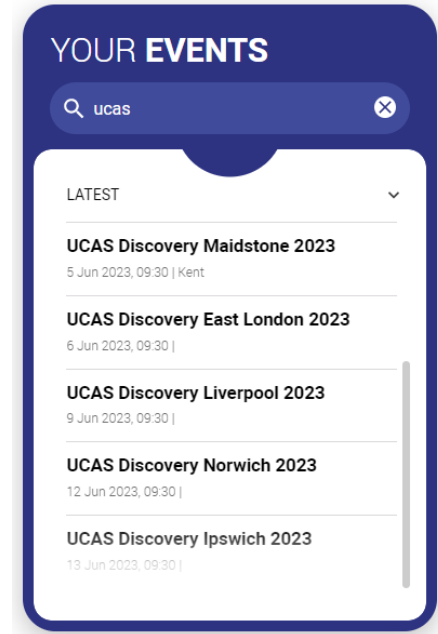 YOUR EVENTS
ucas
LATEST
UCAS Discovery Maidstone 2023
5 Jun 2023, 09:30 | Kent
UCAS Discovery East London 2023
6 Jun 2023, 09:30 |
UCAS Discovery Liverpool 2023
9 Jun 2023, 09:30 |
UCAS Discovery Norwich 2023
12 Jun 2023, 09:30 |
UCAS Discovery Ipswich 2023
13 Jun 2023, 09:30 |